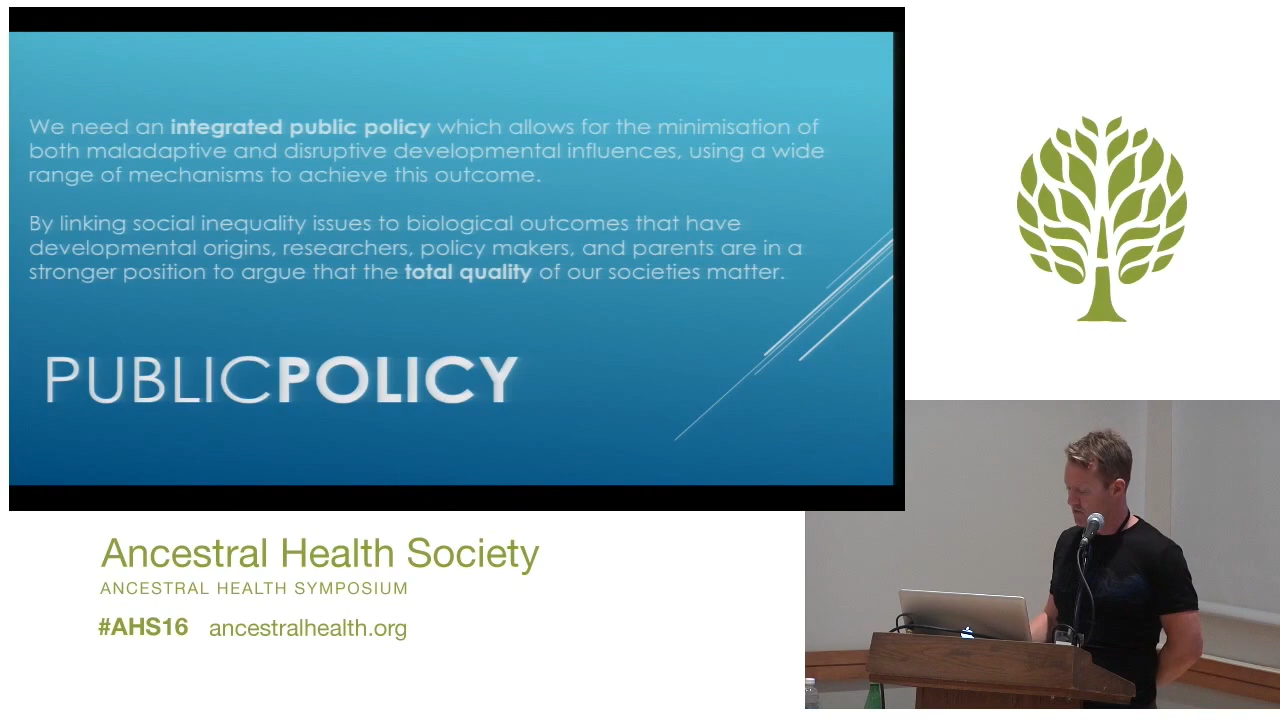 We need an integrated public policy which allows for the minimisation of
both maladaptive and disruptive developmental influences, using a wide
range of mechanisms to achieve this outcome.
By linking social inequality issues to biological outcomes that have
developmental origins, researchers, policy makers, and parents are in a
stronger position to argue that the total quality of our societies matter.
PUBLICPOLICY
Ancestral Health Society
ANCESTRAL HEALTH SYMPOSIUM
#AHS16 ancestralhealth.org